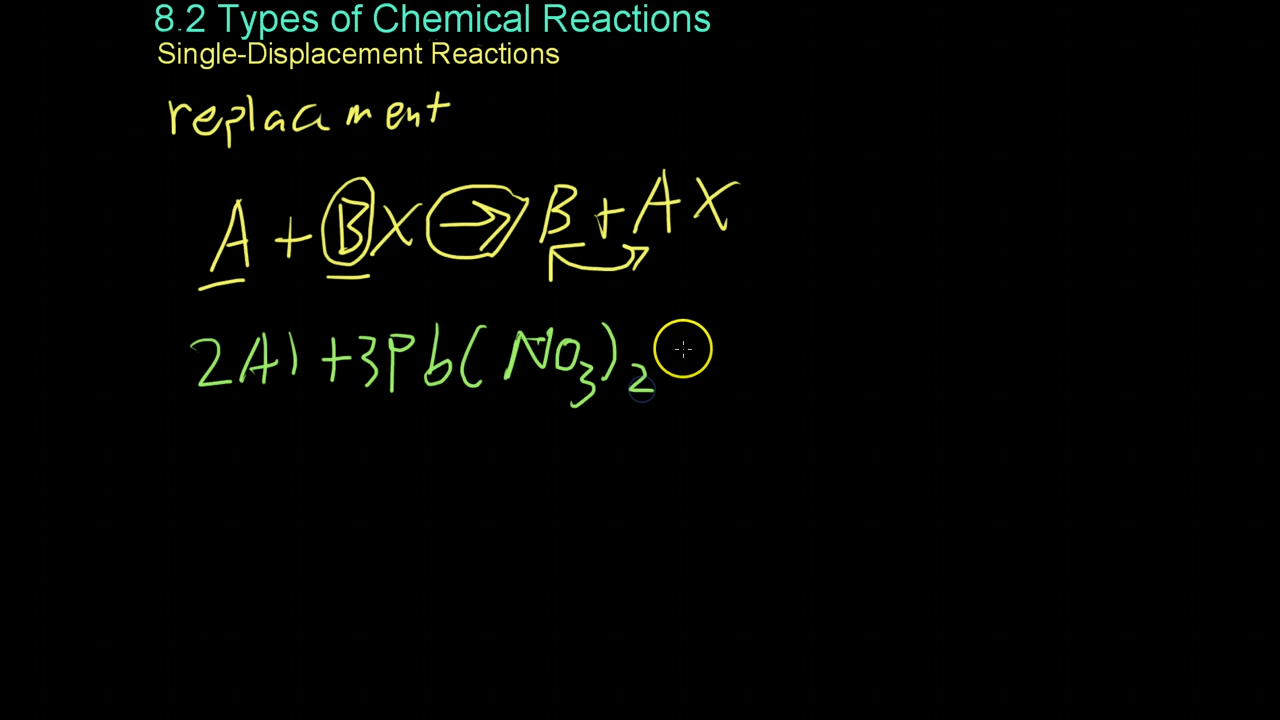 8.2 Types of Chemical Reactions
Single-Displacement Reactions
replacement
A + BX → B + AX
2Al + 3Pb(NO₃)₂